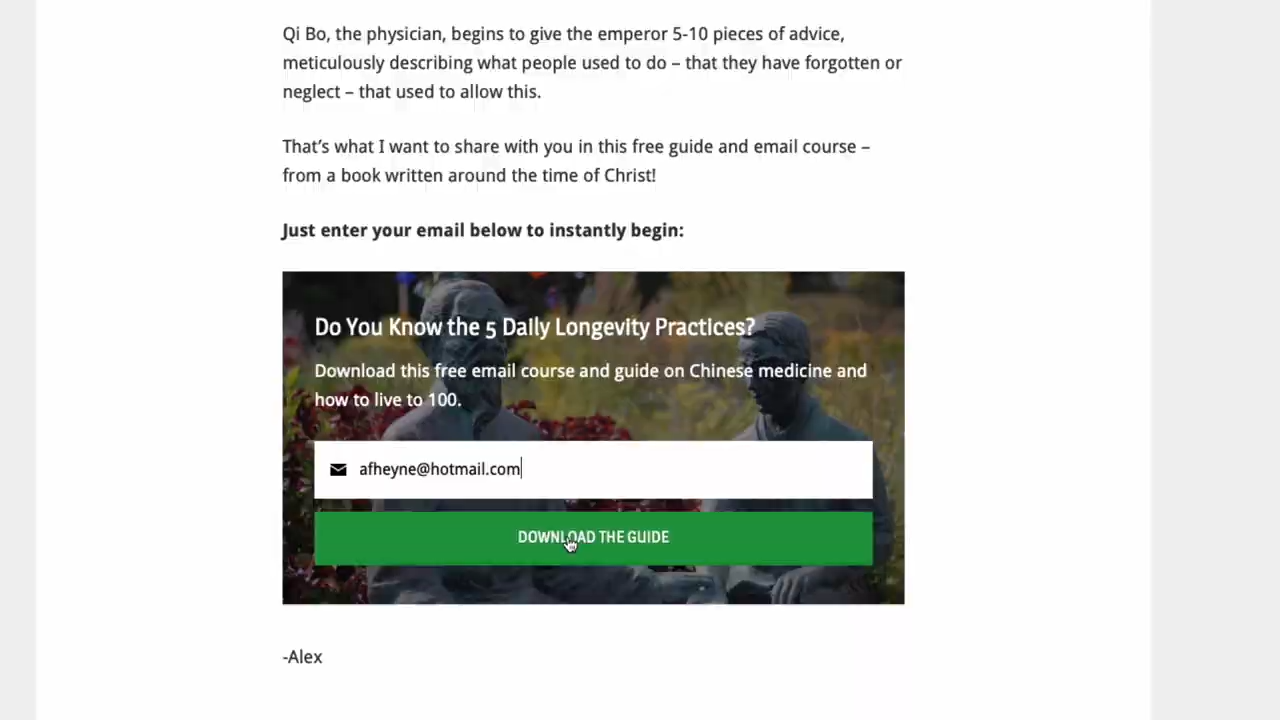 Qi Bo, the physician, begins to give the emperor 5-10 pieces of advice,
meticulously describing what people used to do – that they have forgotten or
neglect – that used to allow this.
That’s what I want to share with you in this free guide and email course –
from a book written around the time of Christ!
Just enter your email below to instantly begin:
Do You Know the 5 Daily Longevity Practices?
Download this free email course and guide on Chinese medicine and
how to live to 100.
afheyne@hotmail.com
DOWNLOAD THE GUIDE
-Alex